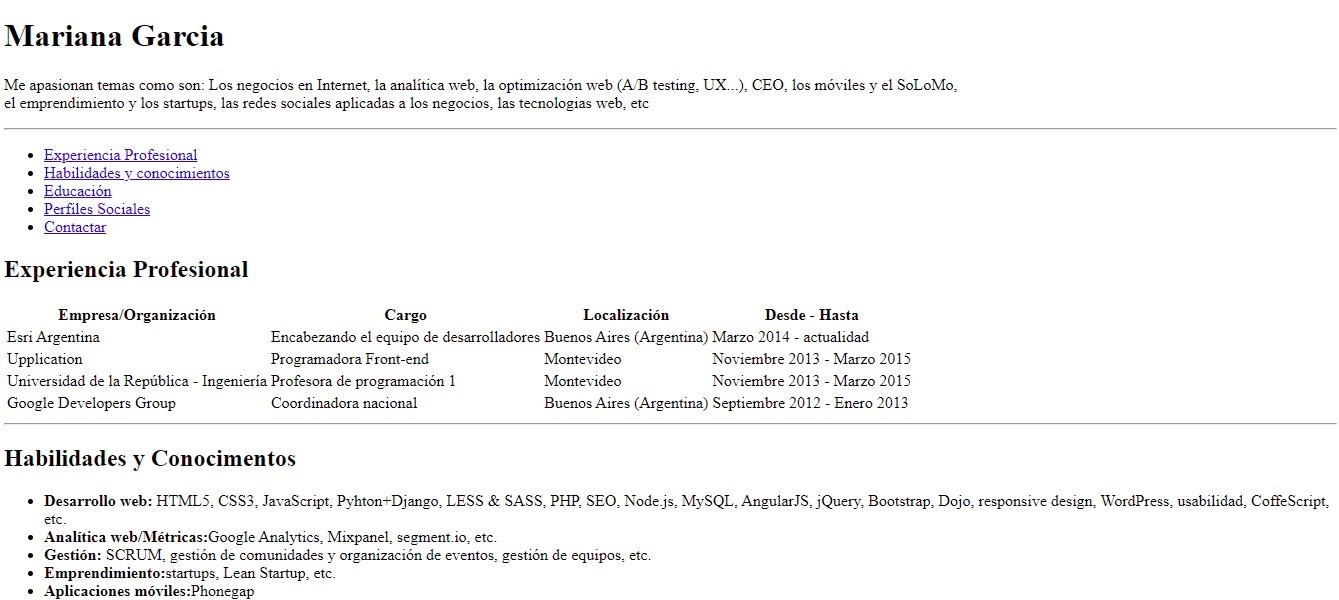 Mariana Garcia
Me apasionan temas como son: Los negocios en Internet, la analítica web, la optimización web (A/B testing, UX...), CEO, los móviles y el SoLoMo,
el emprendimiento y los startups, las redes sociales aplicadas a los negocios, las tecnologias web, etc
Experiencia Profesional
Habilidades y conocimientos
Educación
Perfiles Sociales
Contactar
Experiencia Profesional
Empresa/Organización Cargo Localización Desde - Hasta
Esri Argentina Encabezando el equipo de desarrolladores Buenos Aires (Argentina) Marzo 2014 - actualidad
Upplication Programadora Front-end Montevideo Noviembre 2013 - Marzo 2015
Universidad de la República - Ingeniería Profesora de programación 1 Montevideo Noviembre 2013 - Marzo 2015
Google Developers Group Coordinadora nacional Buenos Aires (Argentina) Septiembre 2012 - Enero 2013
Habilidades y Conocimentos
Desarrollo web: HTML5, CSS3, JavaScript, Pyhton+Django, LESS & SASS, PHP, SEO, Node.js, MySQL, AngularJS, jQuery, Bootstrap, Dojo, responsive design, WordPress, usabilidad, CoffeScript,
etc.
Analítica web/Métricas:Google Analytics, Mixpanel, segment.io, etc.
Gestión: SCRUM, gestión de comunidades y organización de eventos, gestión de equipos, etc.
Emprendimiento:startups, Lean Startup, etc.
Aplicaciones móviles:Phonegap